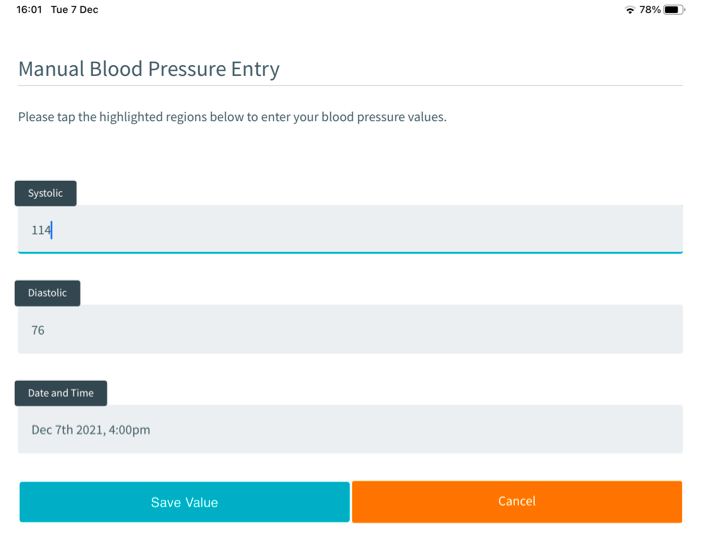 16:01 Tue 7 Dec 78%
Manual Blood Pressure Entry
Please tap the highlighted regions below to enter your blood pressure values.
Systolic
114
Diastolic
76
Date and Time
Dec 7th 2021, 4:00pm
Save Value Cancel